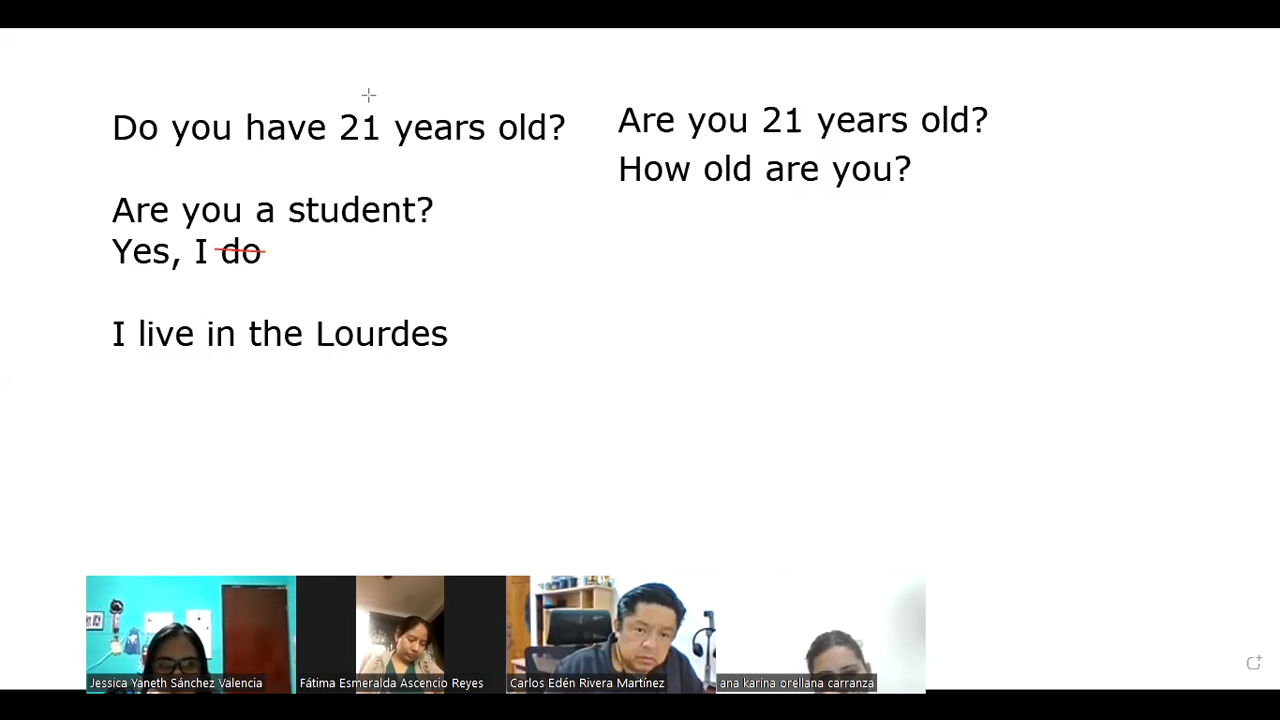 Do you have 21 years old?
Are you 21 years old?
How old are you?
Are you a student?
Yes, I do
I live in the Lourdes
Jessica Yaneth Sánchez Valencia
Fátima Esmeralda Ascencio Reyes
Carlos Edén Rivera Martínez
ana karina orellana carranza